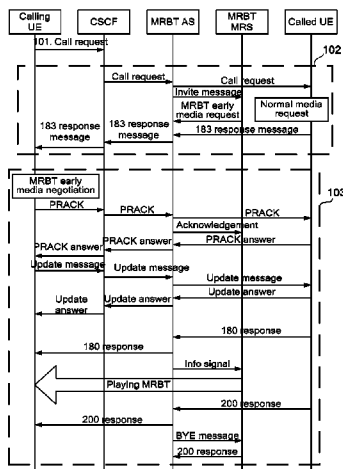 Calling
UE
CSCF
MRBT AS
MRBT
MRS
Called UE
101. Call request
102
Call request
Call request
Invite message
MRBT early
media request
Normal media
request
183 response
message
183 response
message
183 response message
MRBT early
media negotiation
103
PRACK
PRACK
PRACK
Acknowledgement
PRACK answer
PRACK answer
PRACK answer
Update message
Update message
Update message
Update answer
Update answer
Update
answer
180 response
180 response
Info signal
Playing MRBT
200 response
200 response
BYE message
200 response